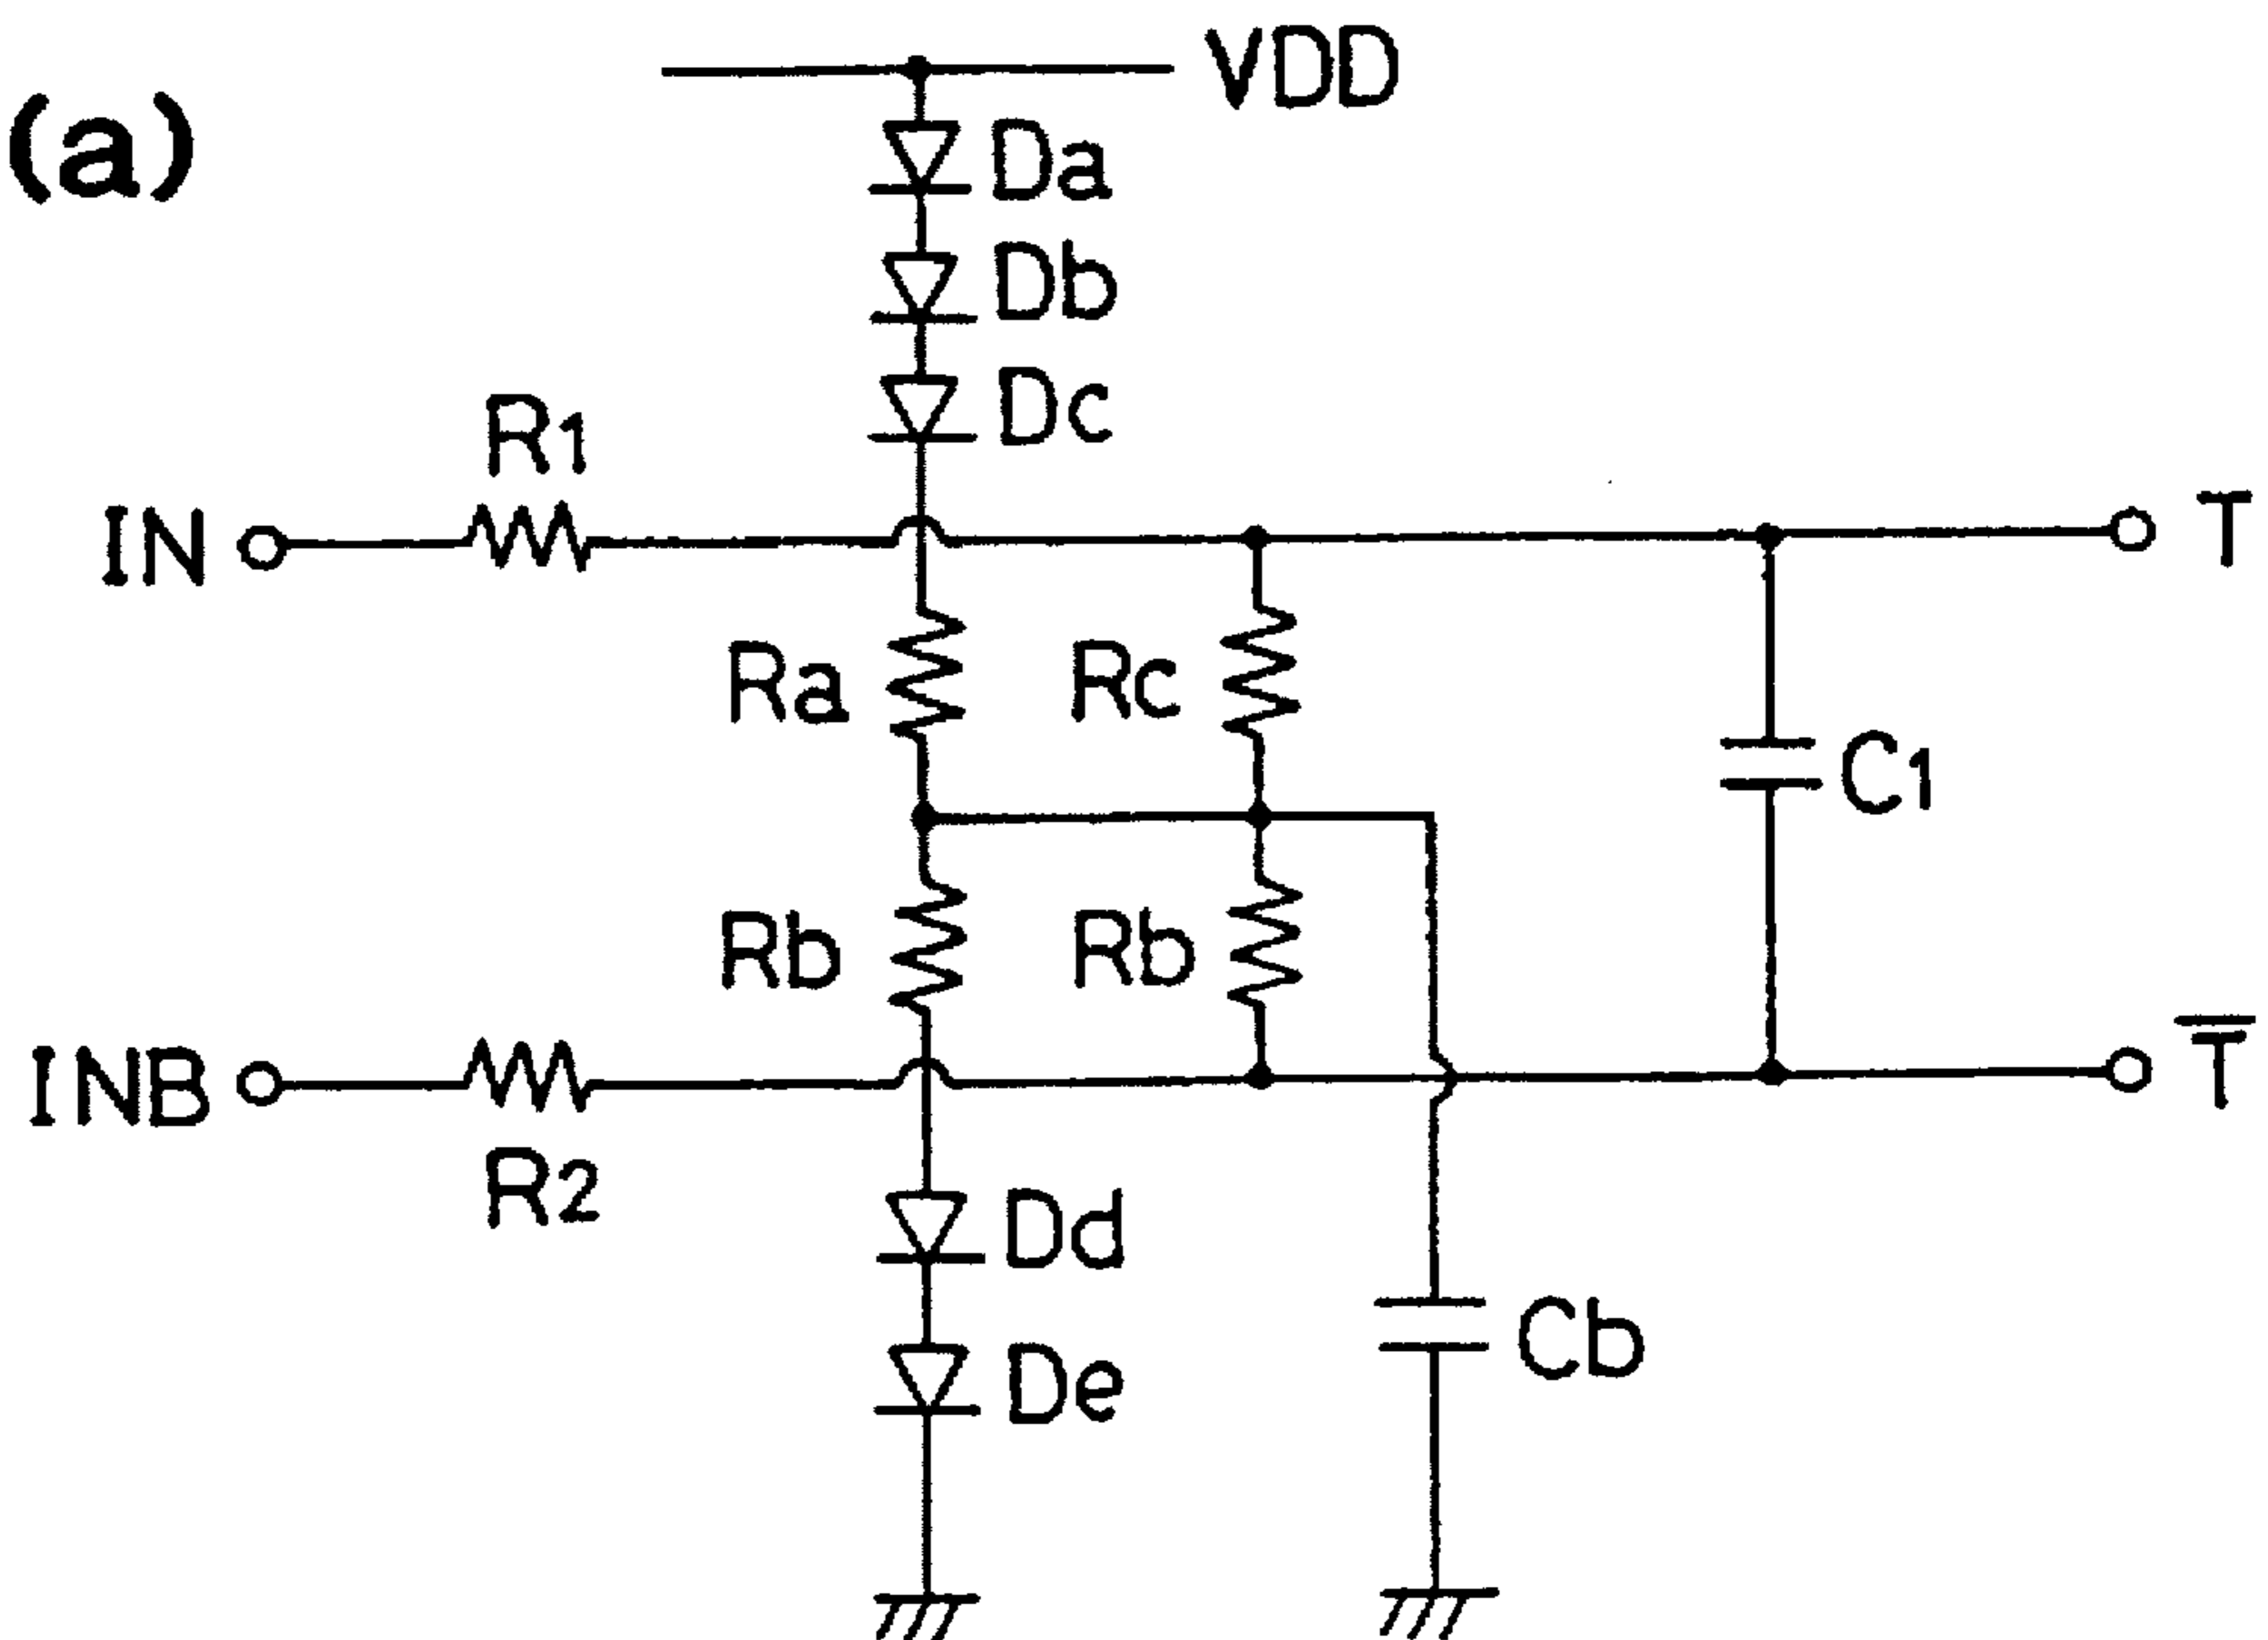 (a)
VDD
Da
Db
Dc
R1
IN
T
Ra
Rc
C1
Rb
Rb
INB
T̅
R2
Dd
De
Cb